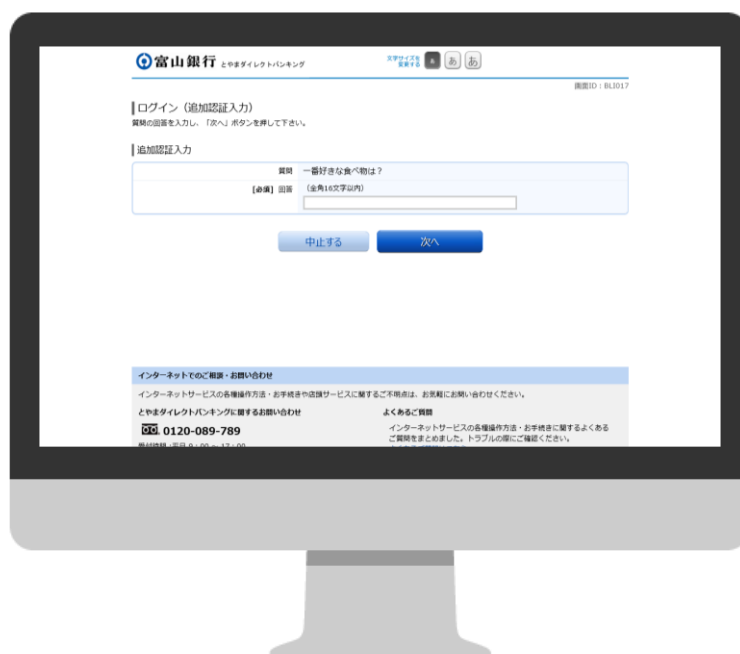 富山銀行 とやまダイレクトバンキング
文字サイズを
変更する
あ あ あ
画面ID：BLI017
ログイン（追加認証入力）
質問の回答を入力し、「次へ」ボタンを押して下さい。
追加認証入力
質問 一番好きな食べ物は？
[必須] 回答 （全角16文字以内）
中止する 次へ
インターネットでのご相談・お問い合わせ
インターネットサービスの各種操作方法・お手続きや店頭サービスに関するご不明点は、お気軽にお問い合わせください。
とやまダイレクトバンキングに関するお問い合わせ
0120-089-789
受付時間：平日 9：00 ～ 17：00
よくあるご質問
インターネットサービスの各種操作方法・お手続きに関するよくある
ご質問をまとめました。トラブルの際にご確認ください。